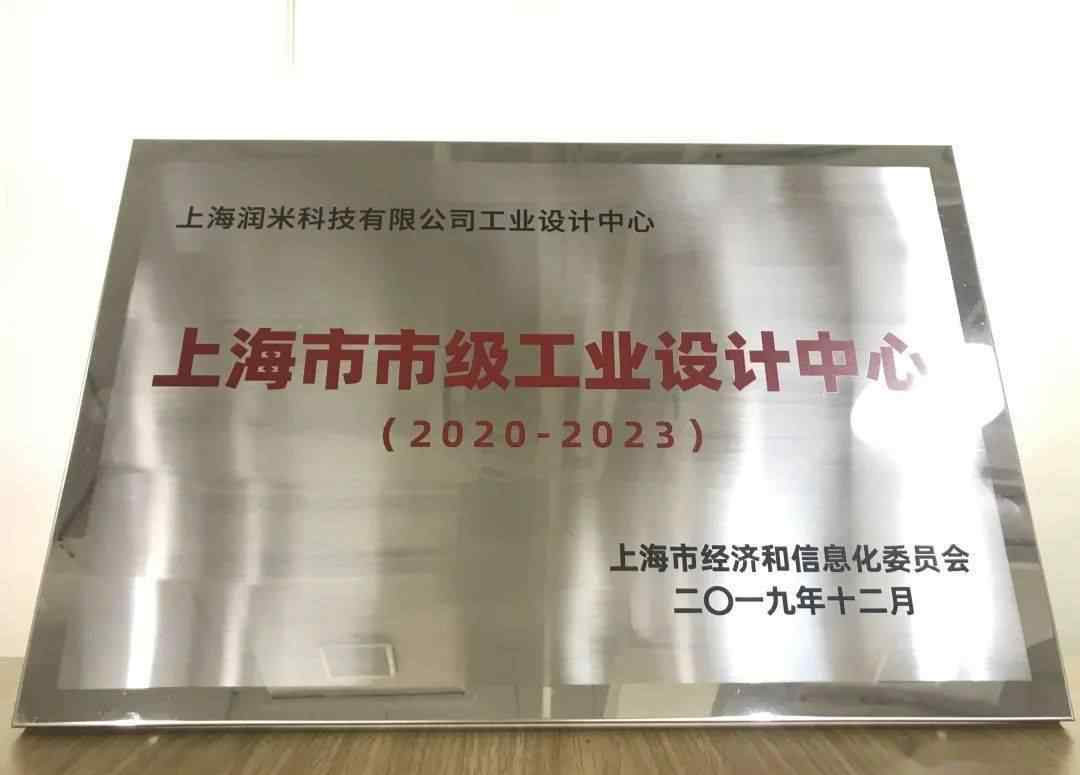 上海润米科技有限公司工业设计中心
上海市市级工业设计中心
(2020-2023)
上海市经济和信息化委员会
二〇一九年十二月